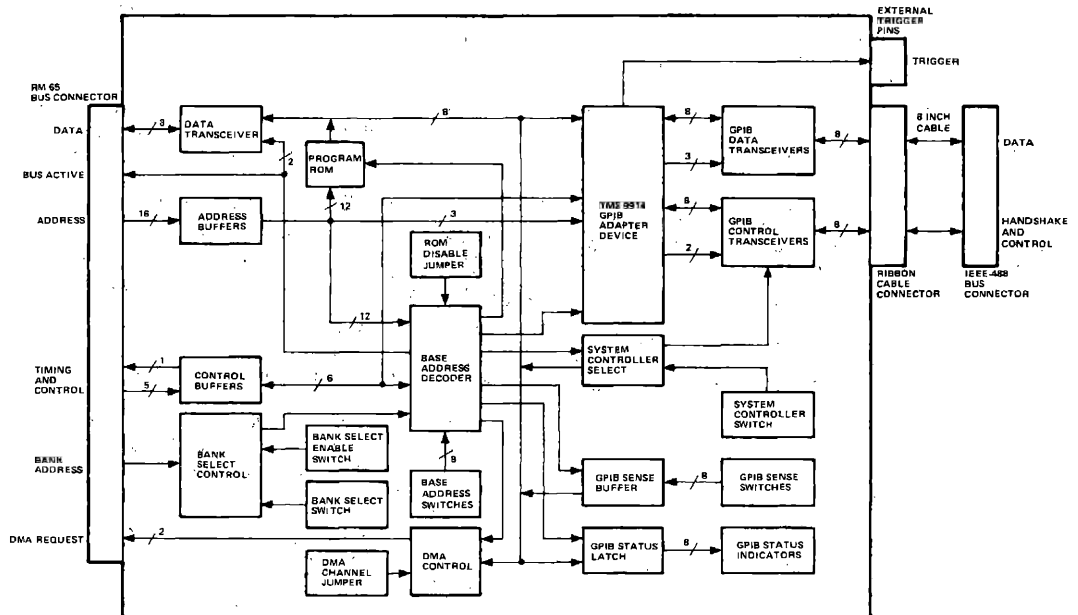 EXTERNAL
TRIGGER
PINS
TRIGGER
RM 65
BUS CONNECTOR
DATA
3
DATA
TRANSCEIVER
8
2
BUS ACTIVE
PROGRAM
ROM
12
ADDRESS
16
ADDRESS
BUFFERS
3
ROM
DISABLE
JUMPER
TMS 9914
GPIB
ADAPTER
DEVICE
8
3
GPIB
DATA
TRANSCEIVERS
8
8
2
GPIB
CONTROL
TRANSCEIVERS
8
8 INCH
CABLE
DATA
HANDSHAKE
AND
CONTROL
RIBBON
CABLE
CONNECTOR
IEEE-488
BUS
CONNECTOR
12
BASE
ADDRESS
DECODER
SYSTEM
CONTROLLER
SELECT
SYSTEM
CONTROLLER
SWITCH
TIMING
AND
CONTROL
1
5
CONTROL
BUFFERS
6
BANK
ADDRESS
BANK
SELECT
CONTROL
BANK SELECT
ENABLE
SWITCH
BANK SELECT
SWITCH
8
BASE
ADDRESS
SWITCHES
GPIB SENSE
BUFFER
8
GPIB SENSE
SWITCHES
DMA REQUEST
2
DMA
CHANNEL
JUMPER
DMA
CONTROL
GPIB STATUS
LATCH
8
GPIB STATUS
INDICATORS